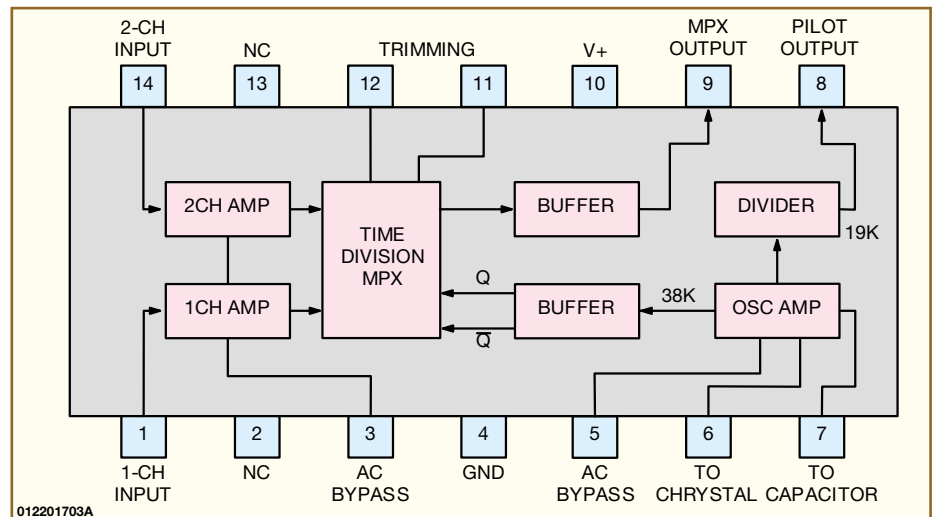 2-CH
INPUT
NC
TRIMMING
V+
MPX
OUTPUT
PILOT
OUTPUT
14
13
12
11
10
9
8
2CH AMP
TIME
DIVISION
MPX
BUFFER
DIVIDER
19K
1CH AMP
Q
Q̅
BUFFER
38K
OSC AMP
1
2
3
4
5
6
7
1-CH
INPUT
NC
AC
BYPASS
GND
AC
BYPASS
TO
CHRYSTAL
TO
CAPACITOR
012201703A